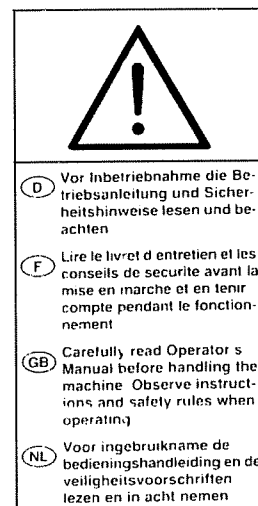 D Vor Inbetriebnahme die Be-
triebsanleitung und Sicher-
heitshinweise lesen und be-
achten
F Lire le livret d entretien et les
conseils de securite avant la
mise en marche et en tenir
compte pendant le fonction-
nement
GB Carefully read Operator s
Manual before handling the
machine Observe instruct-
ions and safety rules when
operating
NL Voor ingebruikname de
bedieningshandleiding en de
veiligheitsvoorschriften
lezen en in acht nemen